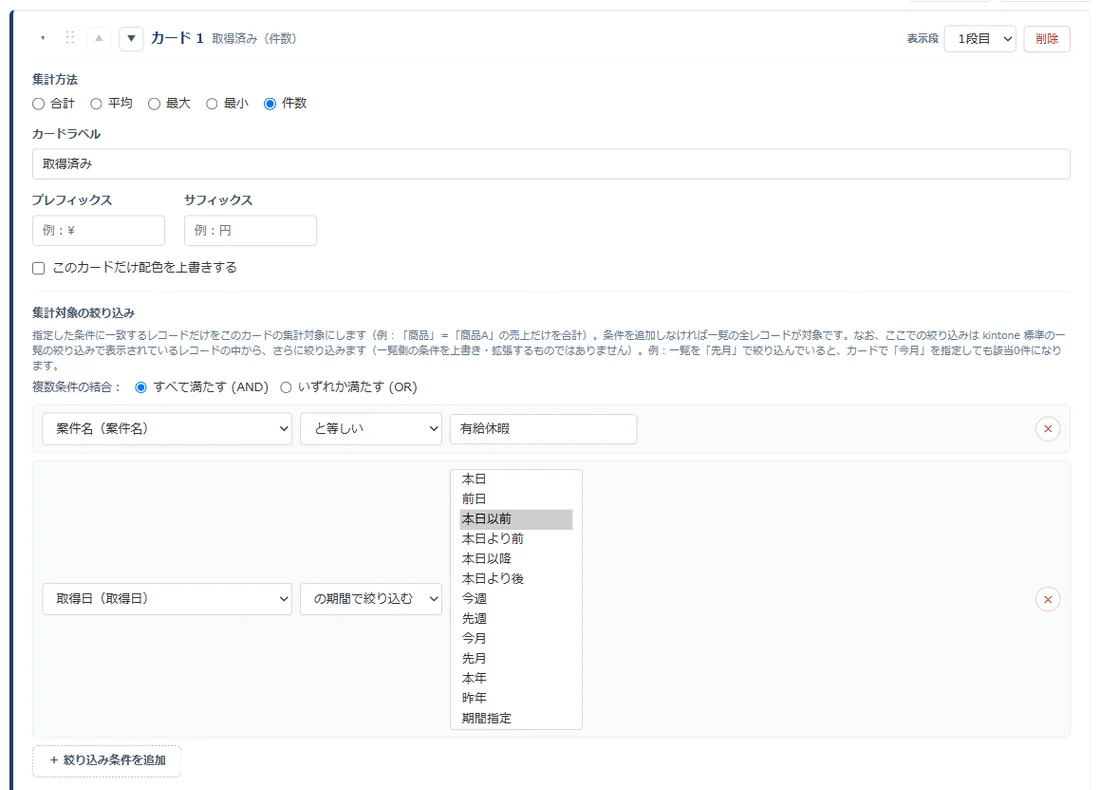 カード 1 取得済み（件数） 表示段 1段目 削除
集計方法
合計 平均 最大 最小 件数
カードラベル
取得済み
プレフィックス サフィックス
例：¥ 例：円
このカードだけ配色を上書きする
集計対象の絞り込み
指定した条件に一致するレコードだけをこのカードの集計対象にします（例：「商品」＝「商品A」の売上だけを合計）。条件を追加しなければ一覧の全レコードが対象です。なお、ここでの絞り込みは kintone 標準の一
覧の絞り込みで表示されているレコードの中から、さらに絞り込みます（一覧側の条件を上書き・拡張するものではありません）。例：一覧を「先月」で絞り込んでいると、カードで「今月」を指定しても該当0件になり
ます。
複数条件の結合： すべて満たす (AND) いずれか満たす (OR)
案件名（案件名） と等しい 有給休暇
本日
前日
本日以前
本日より前
本日以降
本日より後
取得日（取得日） の期間で絞り込む 今週
先週
今月
先月
本年
昨年
期間指定
+ 絞り込み条件を追加